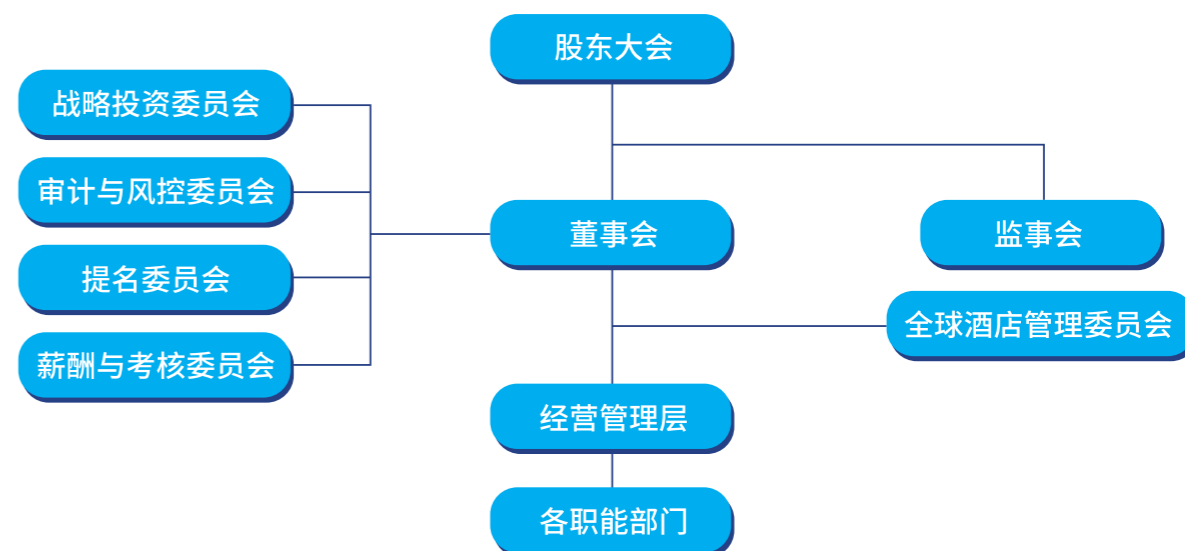 股东大会
战略投资委员会
审计与风控委员会
提名委员会
薪酬与考核委员会
董事会
监事会
全球酒店管理委员会
经营管理层
各职能部门